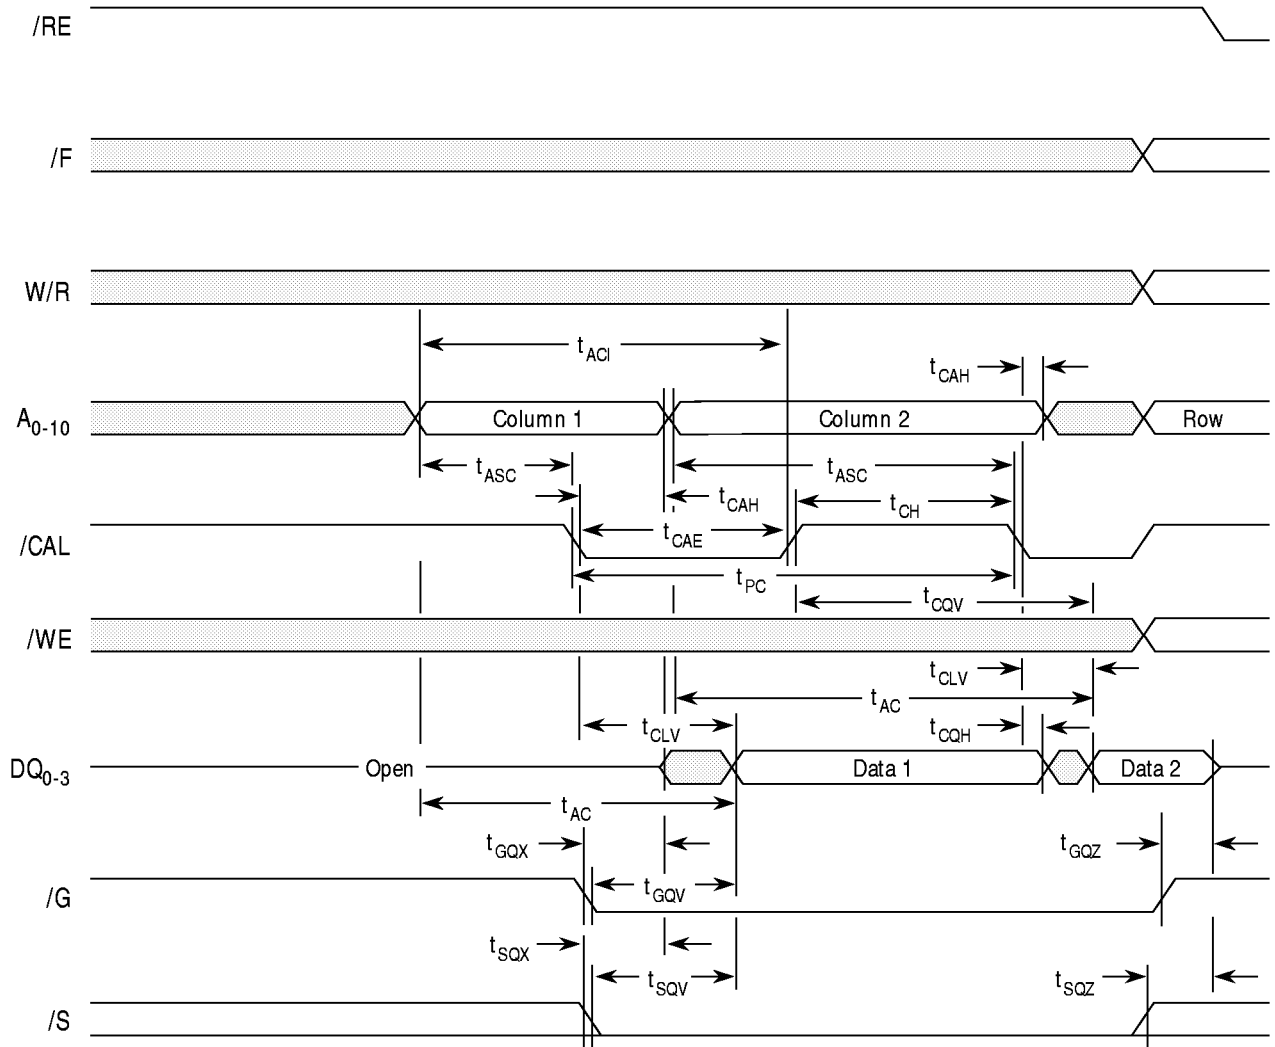 /RE
/F
W/R
tACI
tCAH
A0-10 Column 1 Column 2 Row
tASC tASC
tCAH tCH
/CAL tCAE
tPC
tCQV
/WE
tCLV
tAC
tCLV tCQH
DQ0-3 Open Data 1 Data 2
tAC
tGQX tGQZ
/G tGQV
tSQX
tSQV tSQZ
/S